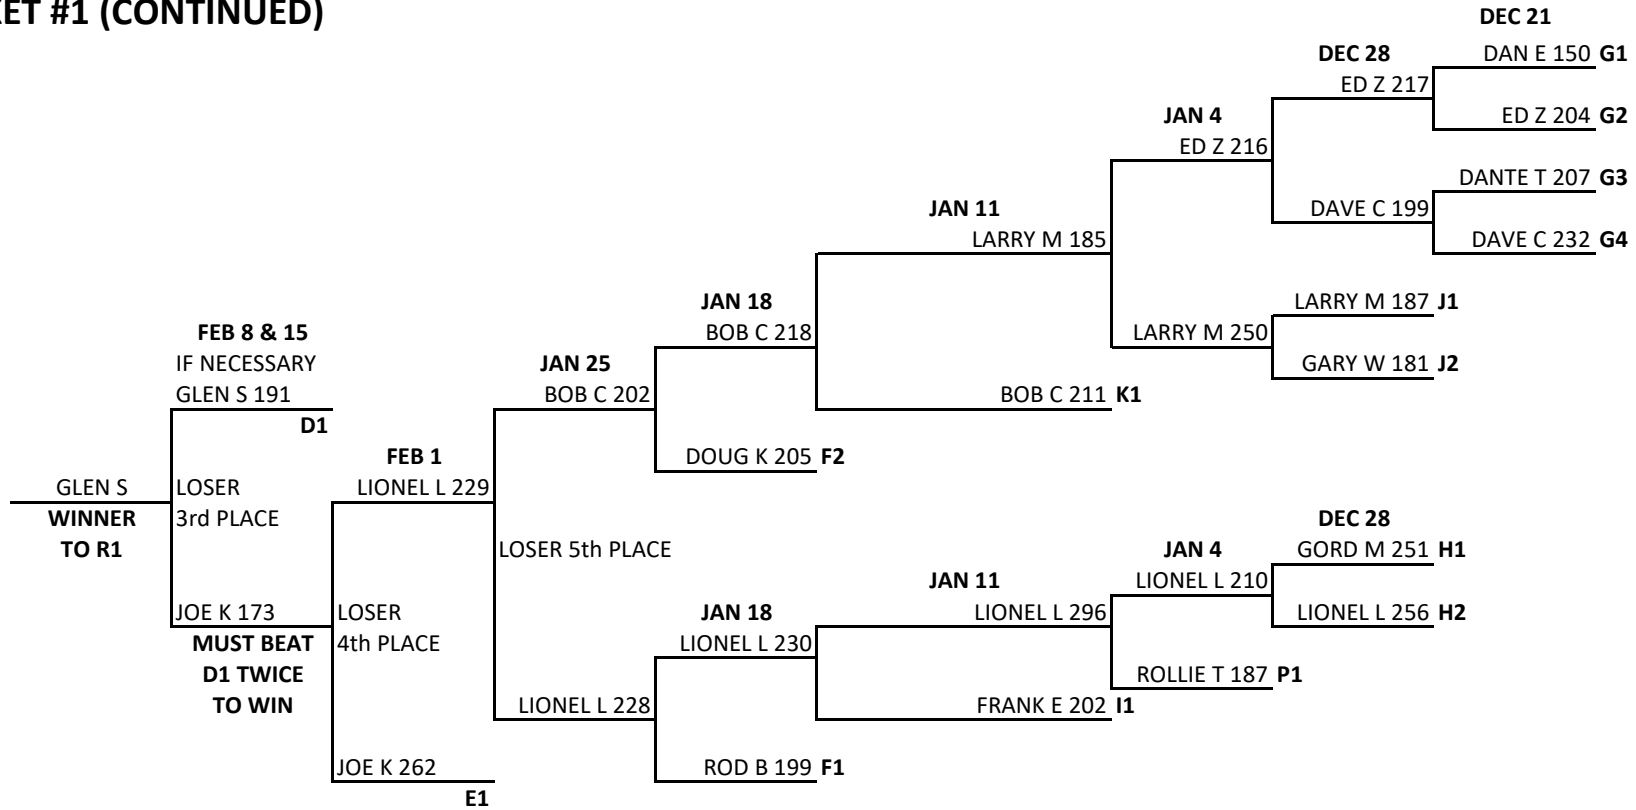 KET #1 (CONTINUED)
DEC 21
DEC 28
DAN E 150 G1
ED Z 217
JAN 4
ED Z 204 G2
ED Z 216
DANTE T 207 G3
JAN 11
DAVE C 199
LARRY M 185
DAVE C 232 G4
JAN 18
LARRY M 187 J1
FEB 8 & 15
BOB C 218
LARRY M 250
IF NECESSARY
JAN 25
GARY W 181 J2
GLEN S 191
BOB C 202
BOB C 211 K1
D1
FEB 1
DOUG K 205 F2
GLEN S
LOSER
LIONEL L 229
WINNER
3rd PLACE
DEC 28
TO R1
LOSER 5th PLACE
JAN 4
GORD M 251 H1
JAN 11
LIONEL L 210
JOE K 173
LOSER
JAN 18
LIONEL L 296
LIONEL L 256 H2
MUST BEAT
4th PLACE
LIONEL L 230
D1 TWICE
ROLLIE T 187 P1
TO WIN
LIONEL L 228
FRANK E 202 I1
JOE K 262
ROD B 199 F1
E1